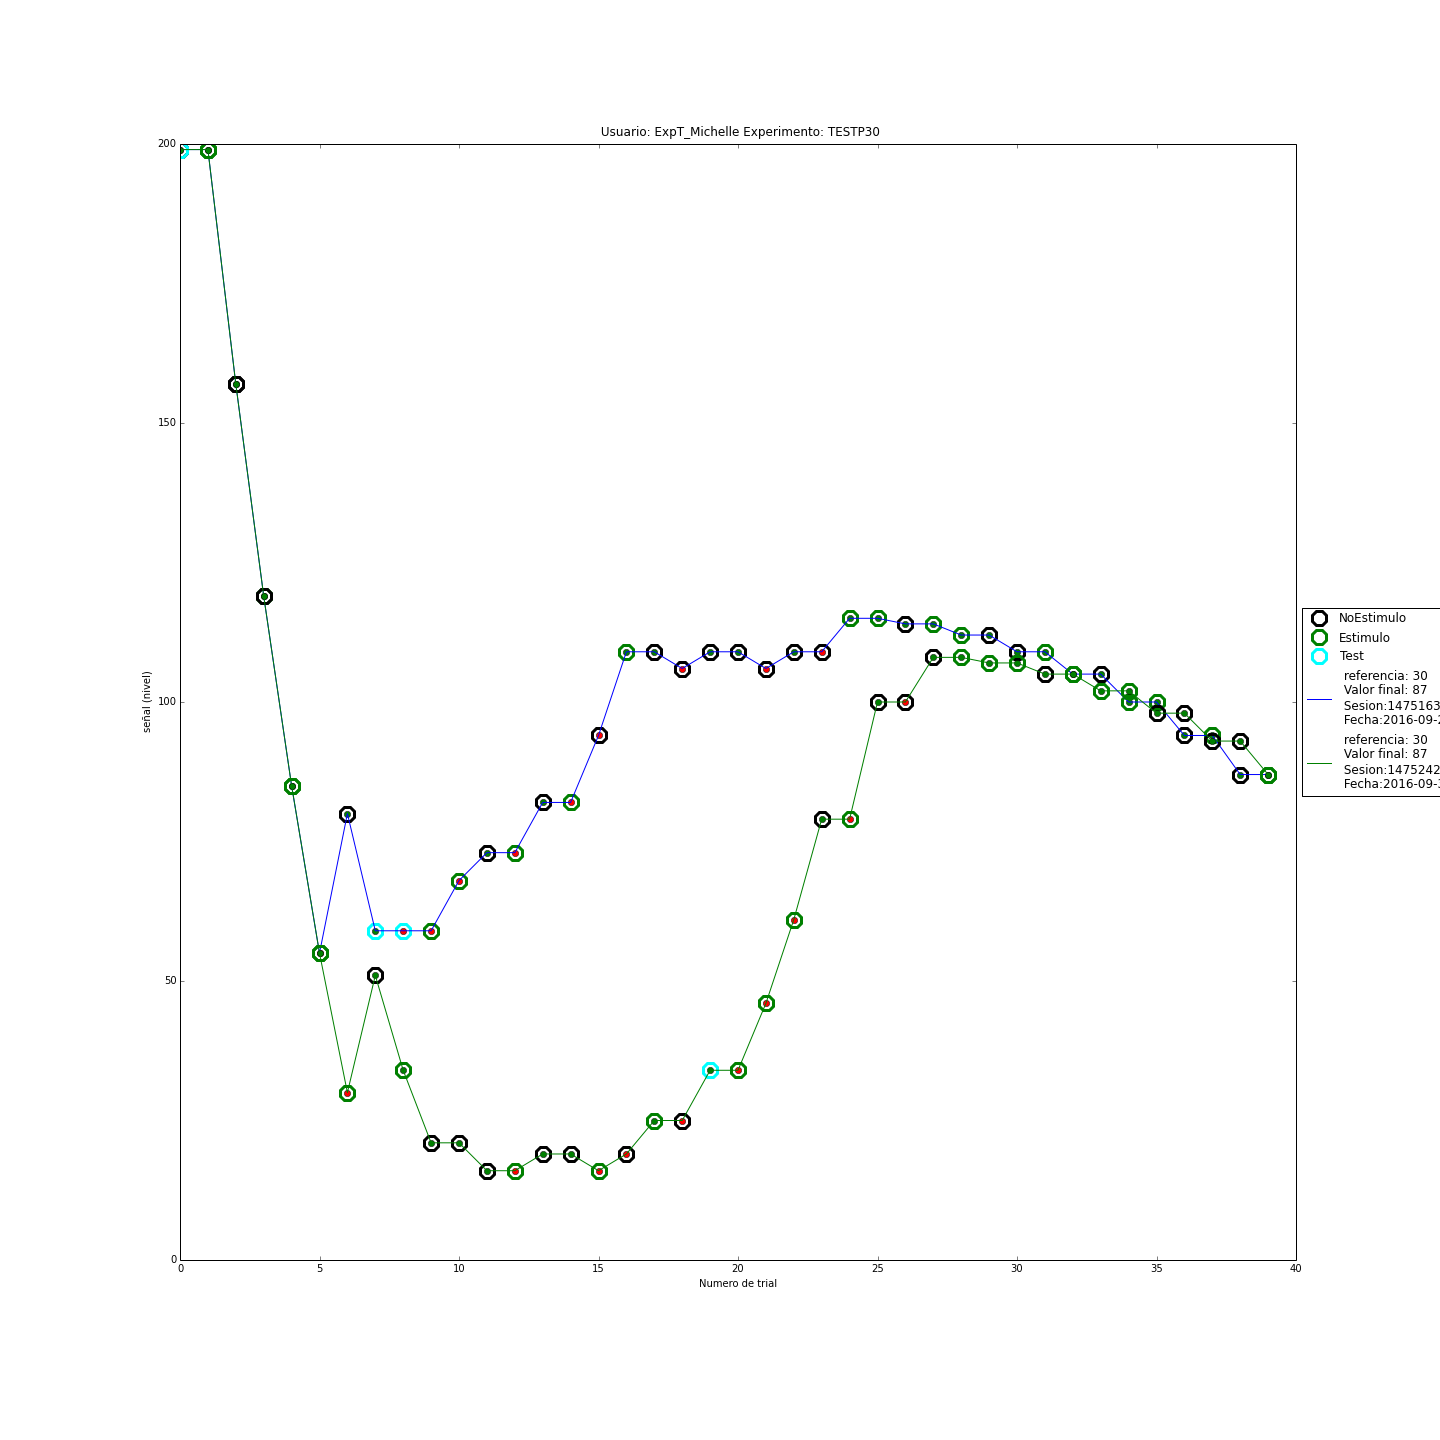 Usuario: ExpT_Michelle Experimento: TESTP30
200
150
100
50
0
señal (nivel)
0 5 10 15 20 25 30 35 40
Numero de trial
NoEstimulo
Estimulo
Test
referencia: 30
Valor final: 87
Sesion:1475163
Fecha:2016-09-2
referencia: 30
Valor final: 87
Sesion:1475242
Fecha:2016-09-